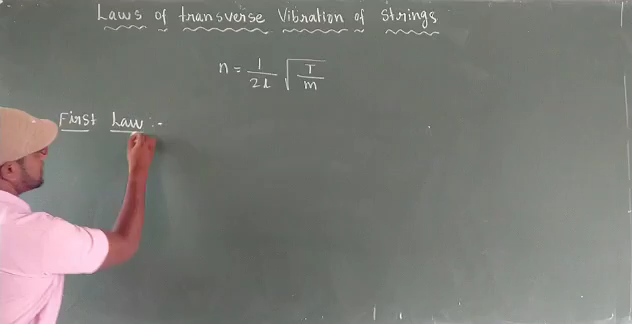 Laws of transverse Vibration of strings
n = 1/2l √T/m
First Law :-